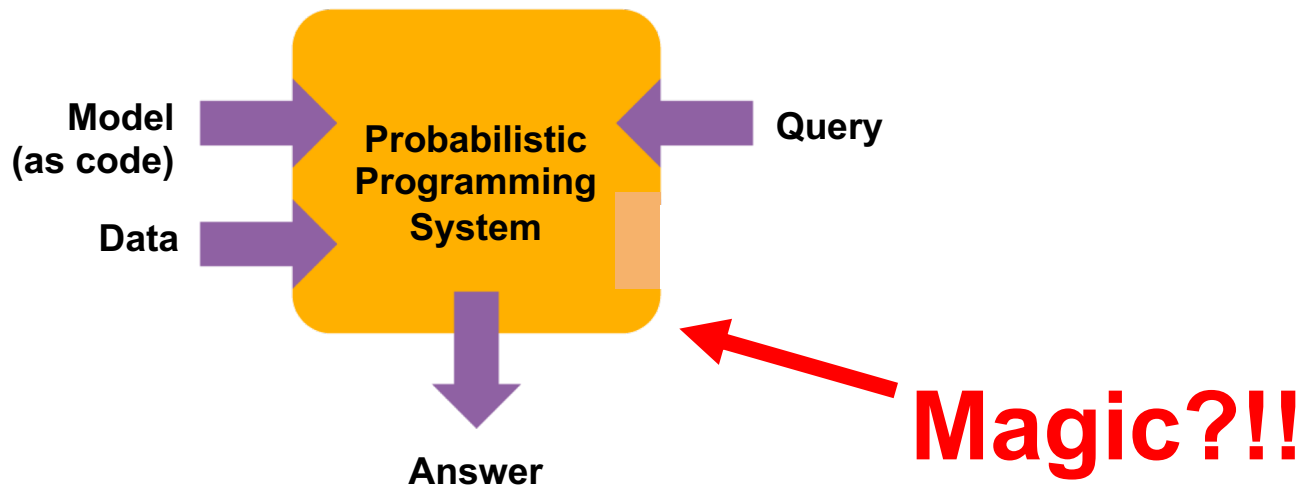 Model
(as code)
Data
Probabilistic
Programming
System
Query
Answer
Magic?!!